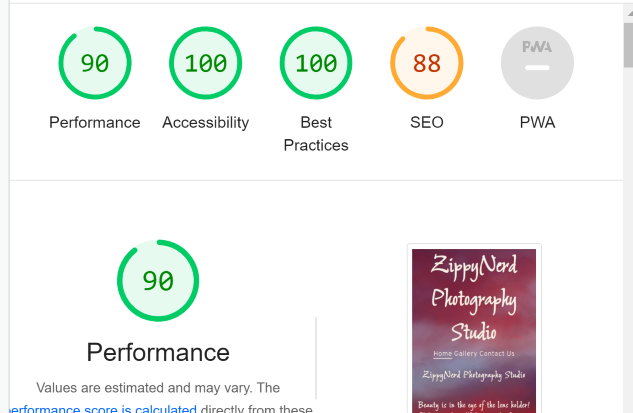 90
100
100
88
PWA
Performance
Accessibility
Best
Practices
SEO
PWA
90
Performance
Values are estimated and may vary. The
performance score is calculated directly from these
ZippyNerd
Photography
Studio
Home Gallery Contact Us
ZippyNerd Photography Studio
Beauty is in the eye of the lens holder!